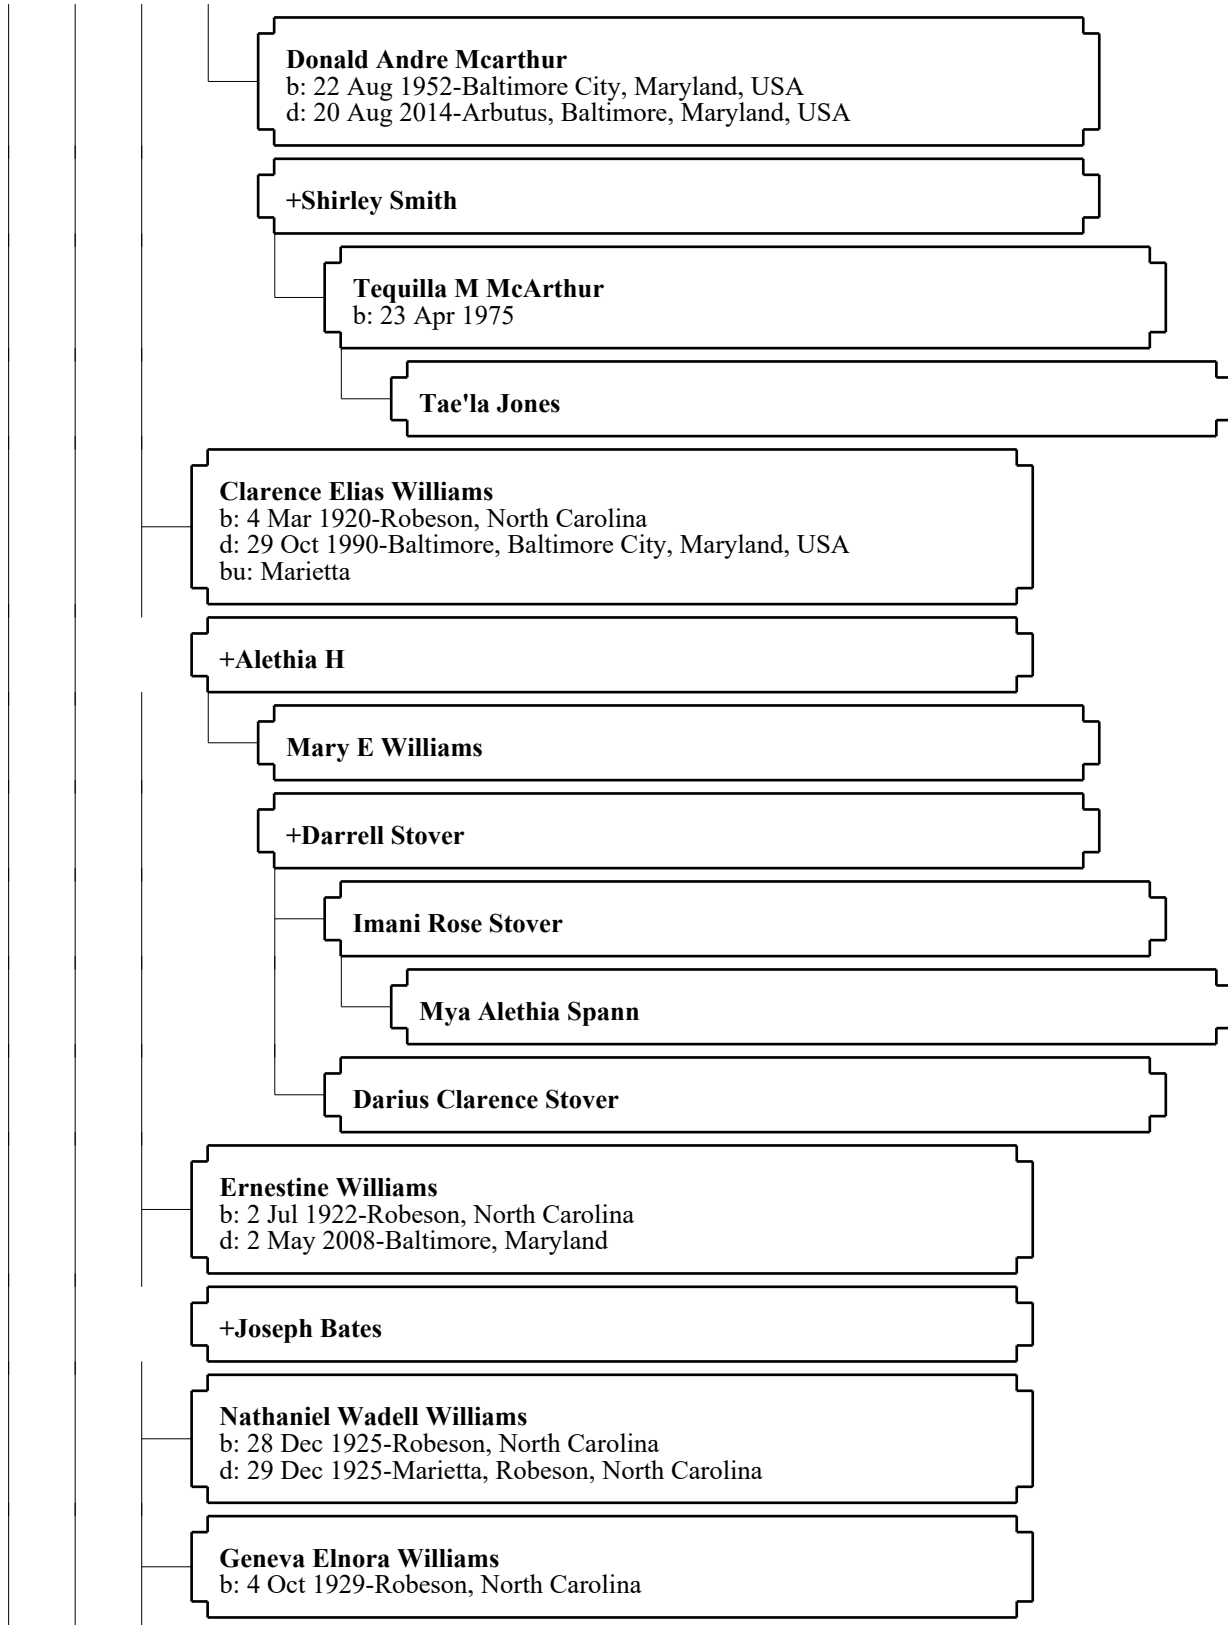 Donald Andre Mcarthur
b: 22 Aug 1952-Baltimore City, Maryland, USA
d: 20 Aug 2014-Arbutus, Baltimore, Maryland, USA
+Shirley Smith
Tequilla M McArthur
b: 23 Apr 1975
Tae'la Jones
Clarence Elias Williams
b: 4 Mar 1920-Robeson, North Carolina
d: 29 Oct 1990-Baltimore, Baltimore City, Maryland, USA
bu: Marietta
+Alethia H
Mary E Williams
+Darrell Stover
Imani Rose Stover
Mya Alethia Spann
Darius Clarence Stover
Ernestine Williams
b: 2 Jul 1922-Robeson, North Carolina
d: 2 May 2008-Baltimore, Maryland
+Joseph Bates
Nathaniel Wadell Williams
b: 28 Dec 1925-Robeson, North Carolina
d: 29 Dec 1925-Marietta, Robeson, North Carolina
Geneva Elnora Williams
b: 4 Oct 1929-Robeson, North Carolina